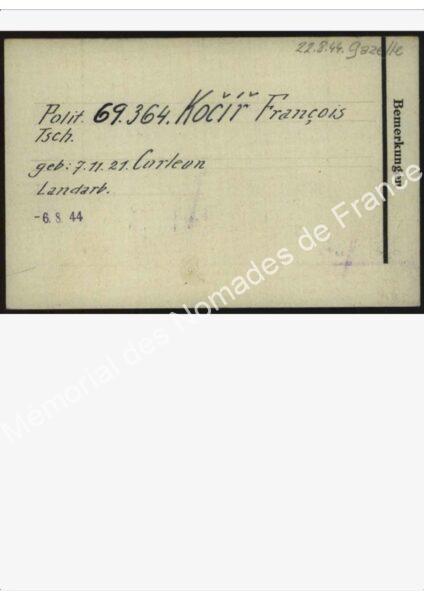 22.8.44. Gazelle
Polit. 69.364. Kočíř François
Tsch.
geb: 7.11.21. Corleon
Landarb.
-6.8.44
Bemerkungen
Mémorial des Nomades de France